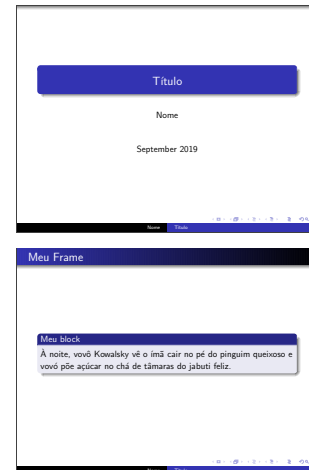 Título
Nome
September 2019
Nome Título
Meu Frame
Meu block
À noite, vovô Kowalsky vê o ímã cair no pé do pinguim queixoso e
vovó põe açúcar no chá de tâmaras do jabuti feliz.
Nome Título